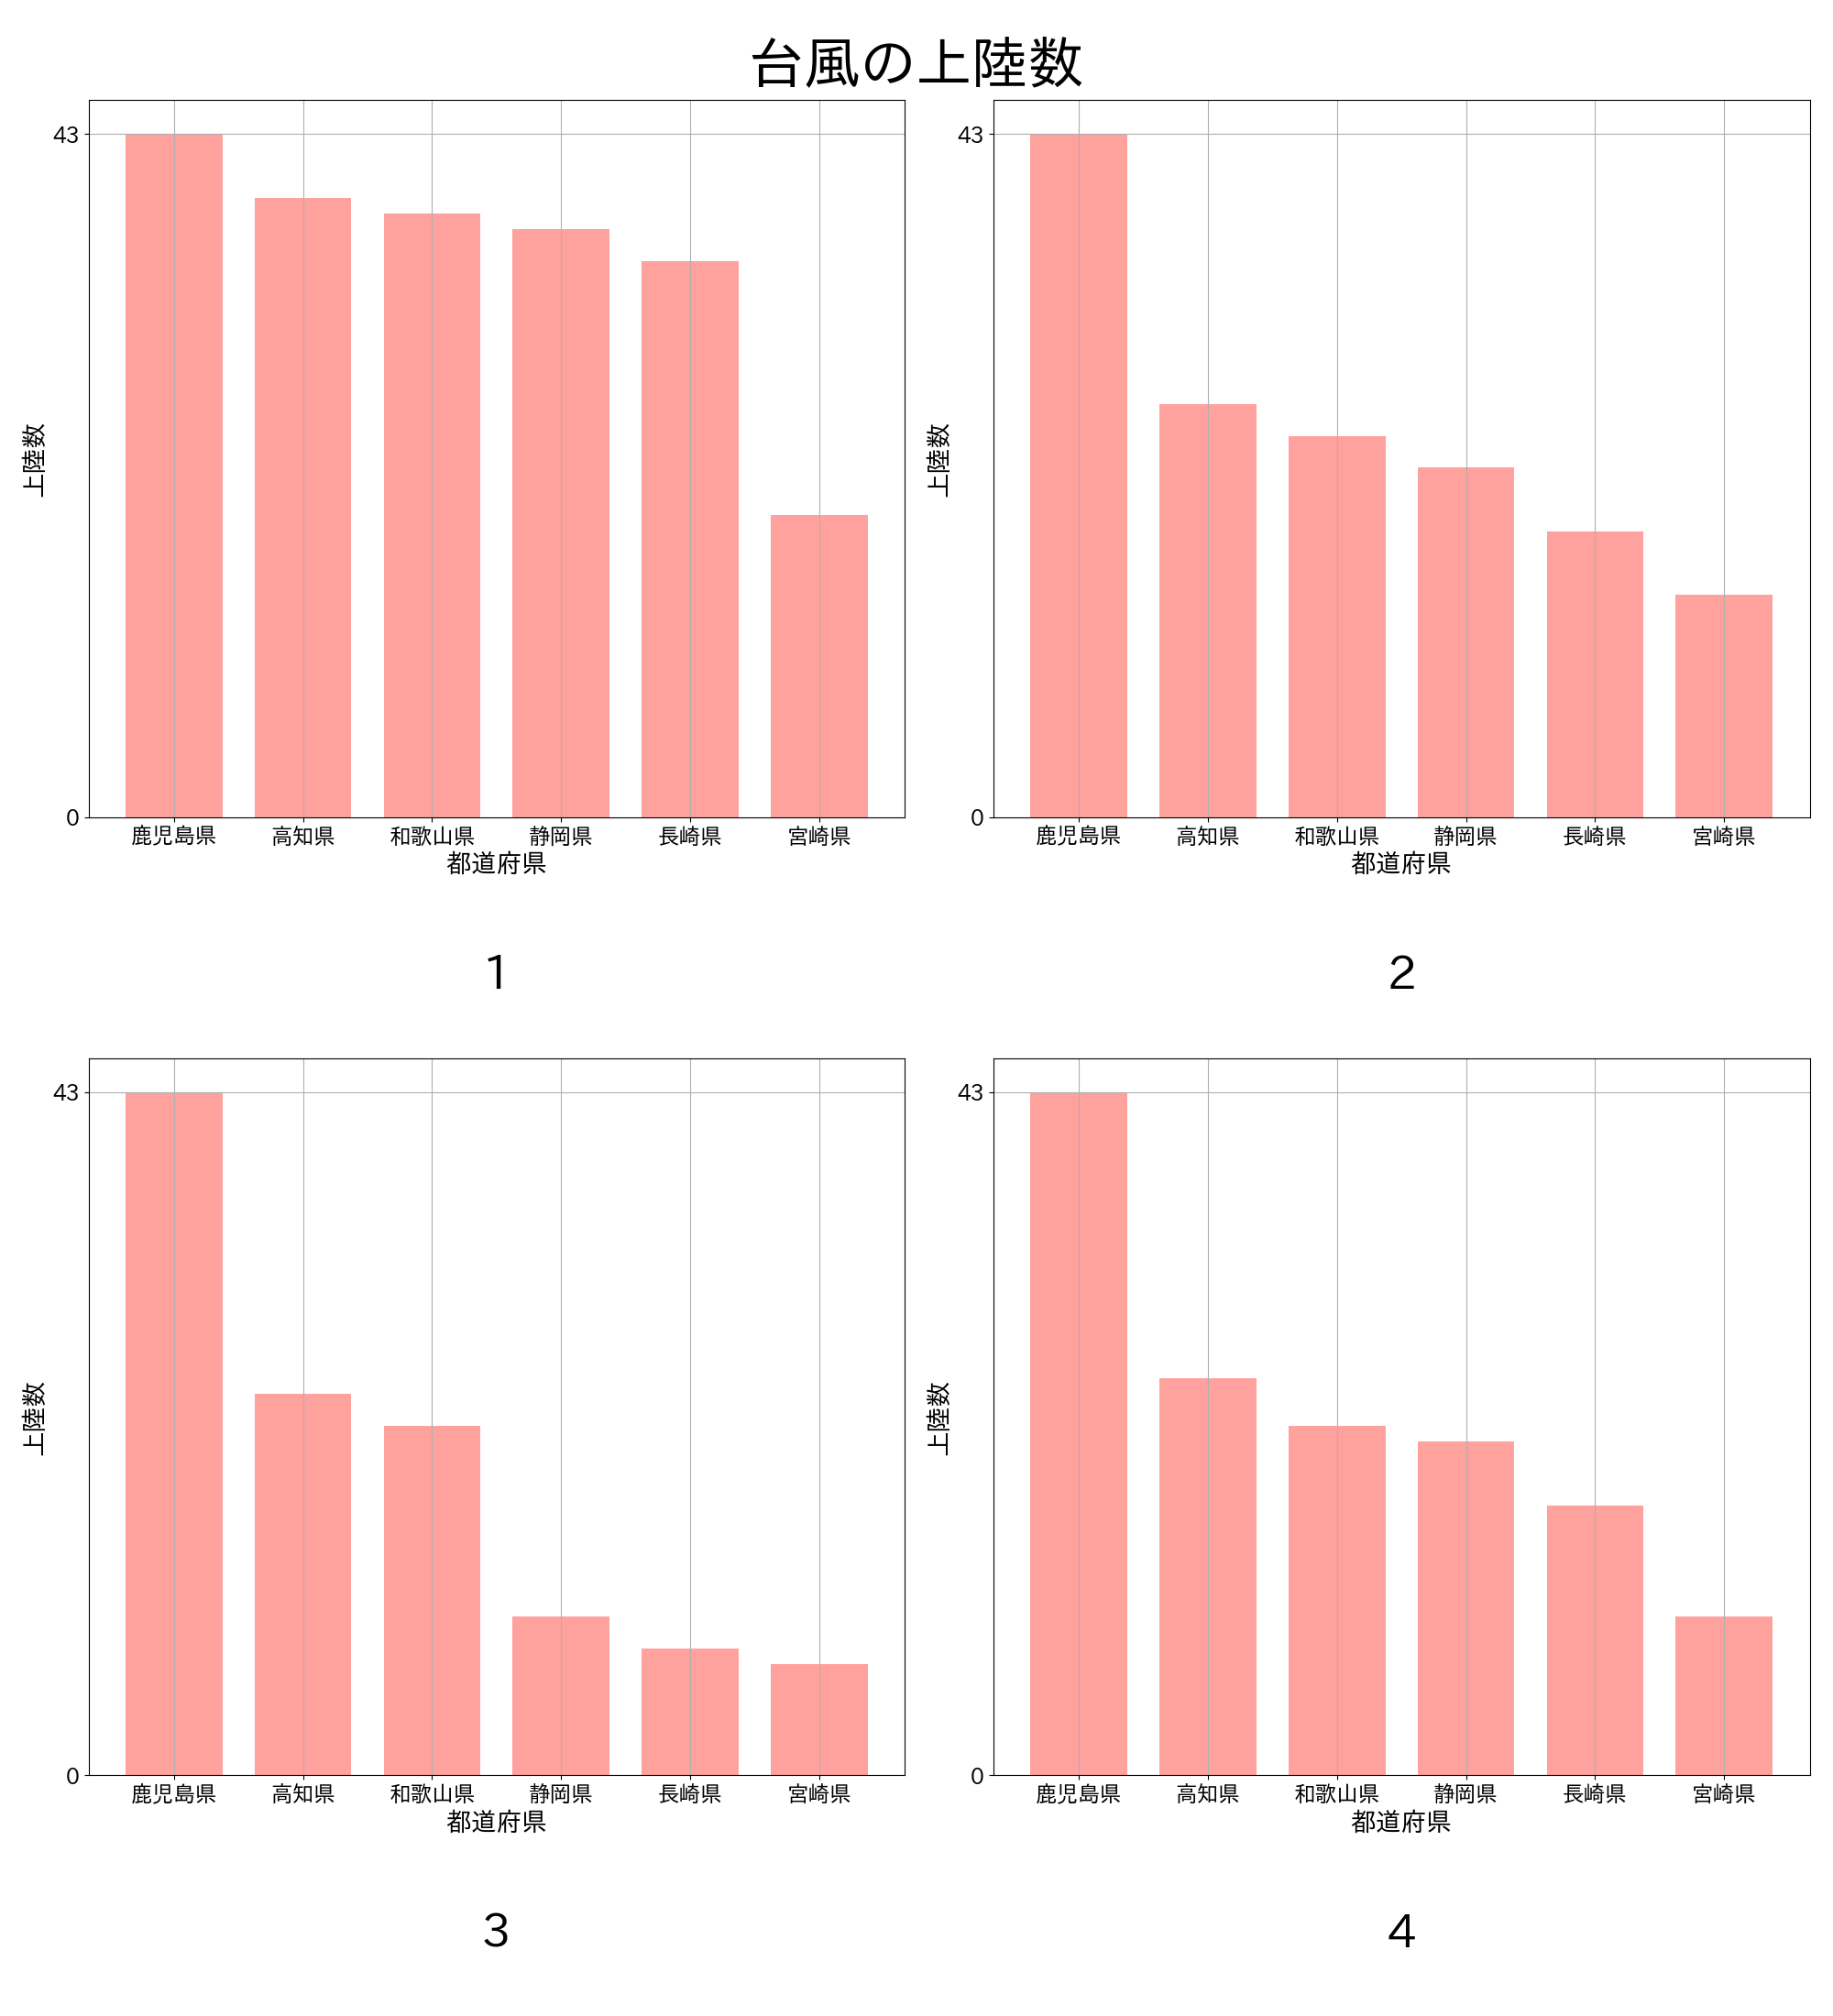 台風の上陸数
43
0
上陸数
鹿児島県 高知県 和歌山県 静岡県 長崎県 宮崎県
都道府県
1
43
0
上陸数
鹿児島県 高知県 和歌山県 静岡県 長崎県 宮崎県
都道府県
2
43
0
上陸数
鹿児島県 高知県 和歌山県 静岡県 長崎県 宮崎県
都道府県
3
43
0
上陸数
鹿児島県 高知県 和歌山県 静岡県 長崎県 宮崎県
都道府県
4